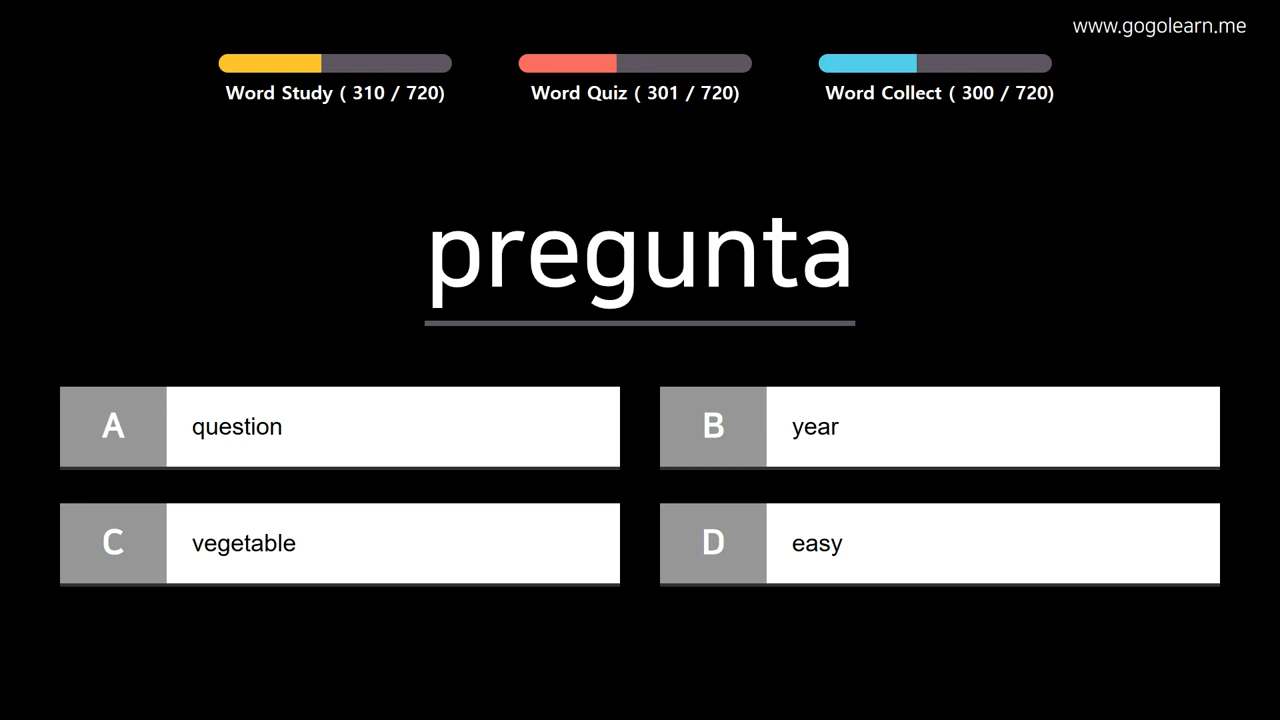 www.gogolearn.me
Word Study ( 310 / 720)
Word Quiz ( 301 / 720)
Word Collect ( 300 / 720)
pregunta
A question
B year
C vegetable
D easy